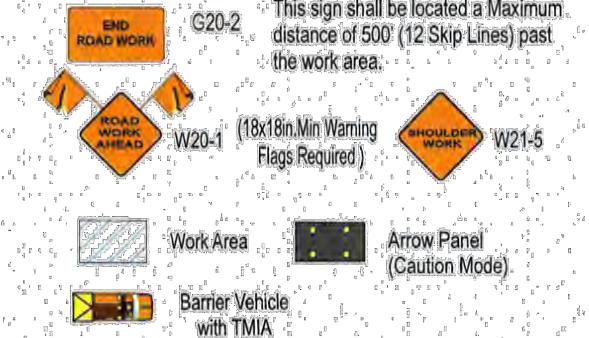 END
ROAD WORK
G20-2
This sign shall be located a Maximum
distance of 500' (12 Skip Lines) past
the work area.
ROAD
WORK
AHEAD
W20-1
(18x18in.Min Warning
Flags Required)
SHOULDER
WORK
W21-5
Work Area
Arrow Panel
(Caution Mode)
Barrier Vehicle
with TMIA